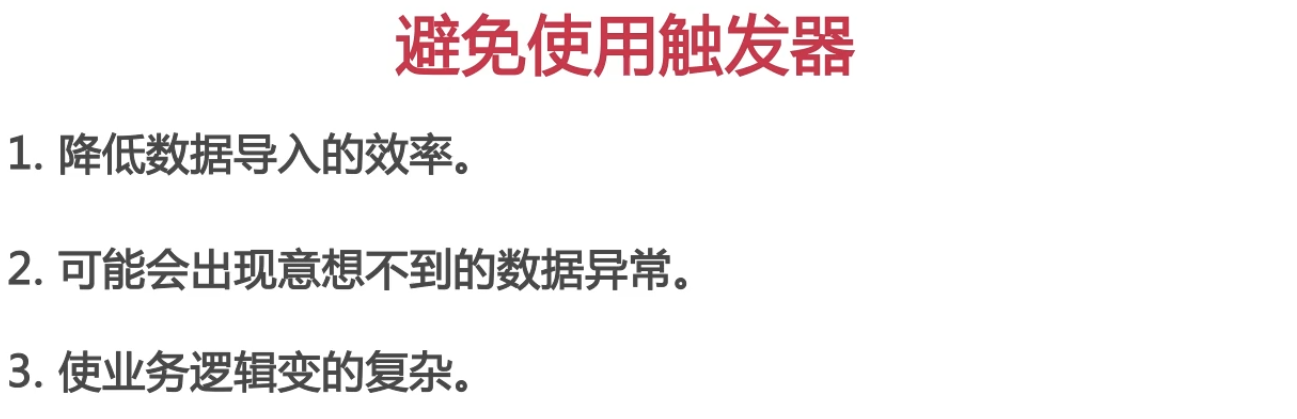 避免使用触发器
1. 降低数据导入的效率。
2. 可能会出现意想不到的数据异常。
3. 使业务逻辑变的复杂。